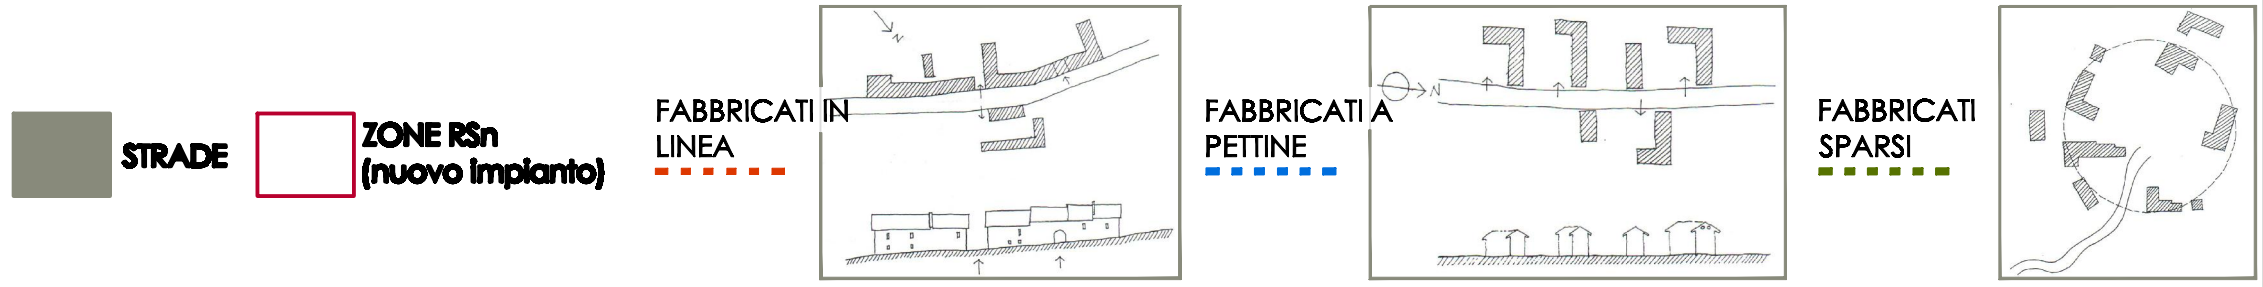 STRADE
ZONE RSn
(nuovo impianto)
FABBRICATI IN
LINEA
N
FABBRICATI A
PETTINE
N
FABBRICATI
SPARSI